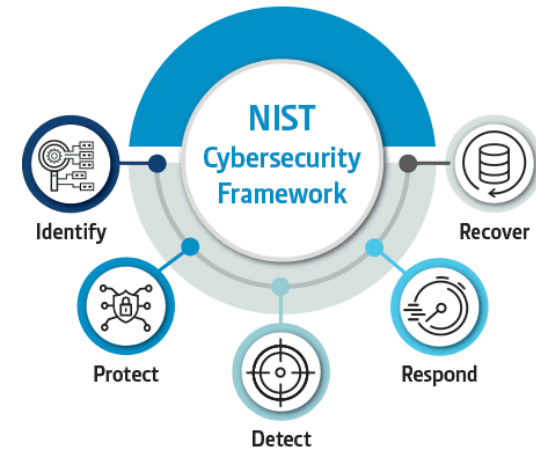 NIST
Cybersecurity
Framework
Identify
Recover
Protect
Respond
Detect